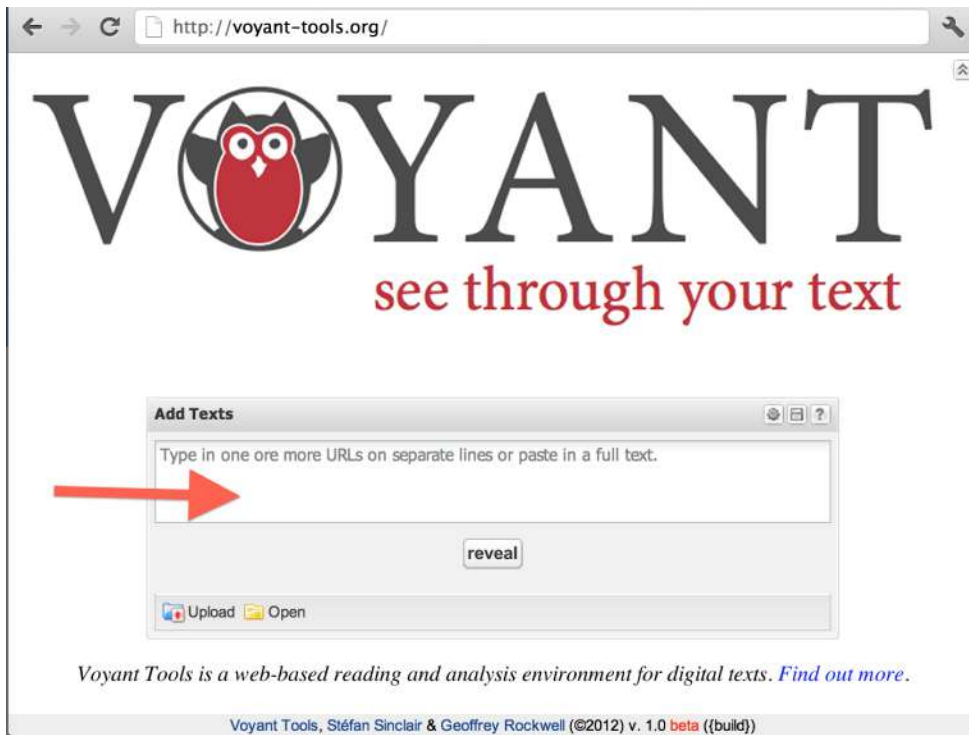 http://voyant-tools.org/
VOYANT
see through your text
Add Texts
?
Type in one ore more URLs on separate lines or paste in a full text.
reveal
Upload Open
Voyant Tools is a web-based reading and analysis environment for digital texts. Find out more.
Voyant Tools, Stéfan Sinclair & Geoffrey Rockwell (©2012) v. 1.0 beta ({build})